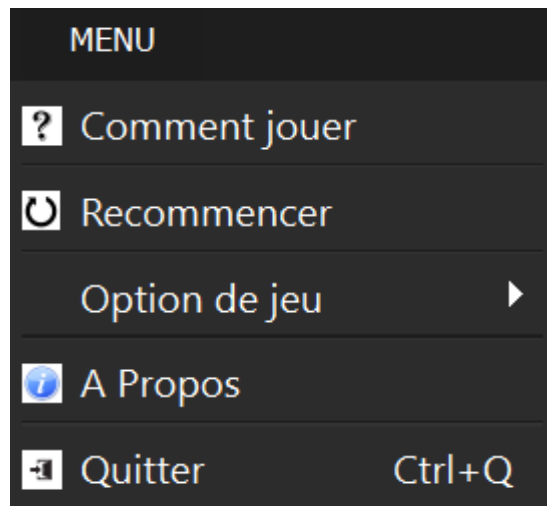 MENU
Comment jouer
Recommencer
Option de jeu
A Propos
Quitter Ctrl+Q